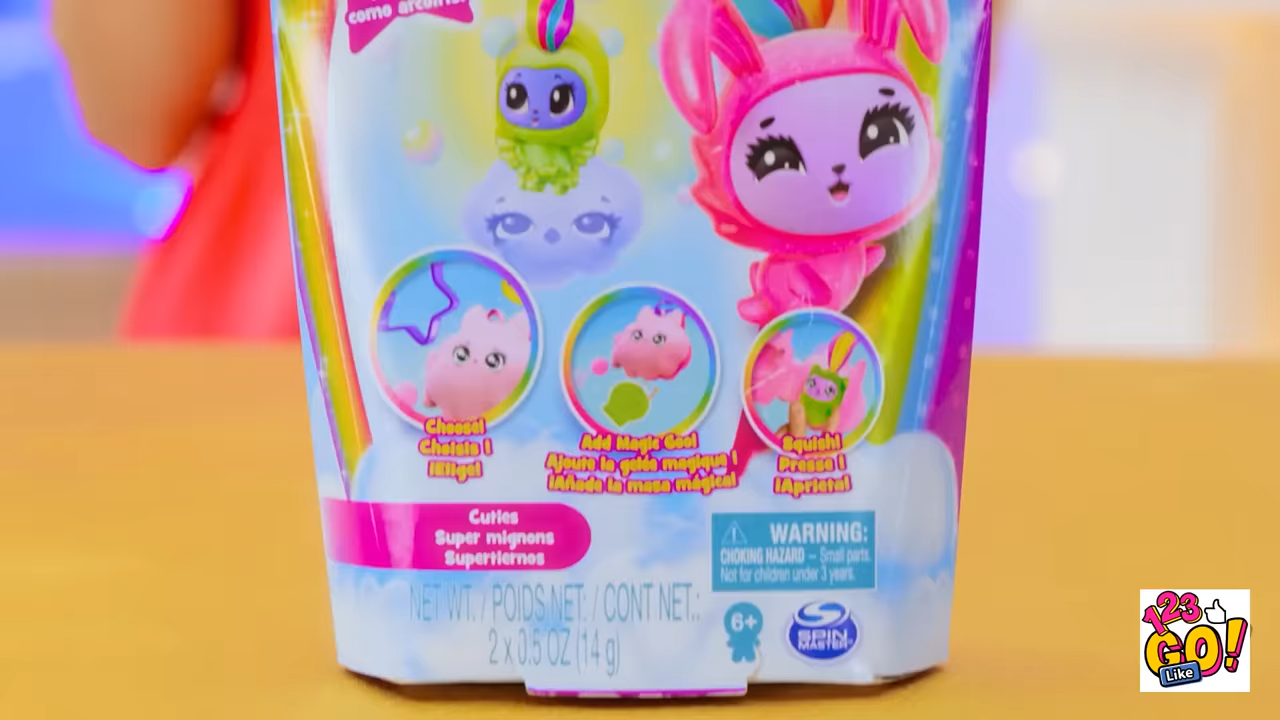 como arcoíris!
Choose!
Choisis !
¡Elige!
Add Magic Goo!
Ajoute la gelée magique !
¡Añade la masa mágica!
Squish!
Presse !
¡Aprieta!
Cuties
Super mignons
Supertiernos
WARNING:
CHOKING HAZARD – Small parts.
Not for children under 3 years.
NET WT. / POIDS NET: / CONT NET.:
2 x 0.5 OZ (14 g)
6+
SPIN
MASTER
123
GO!
Like